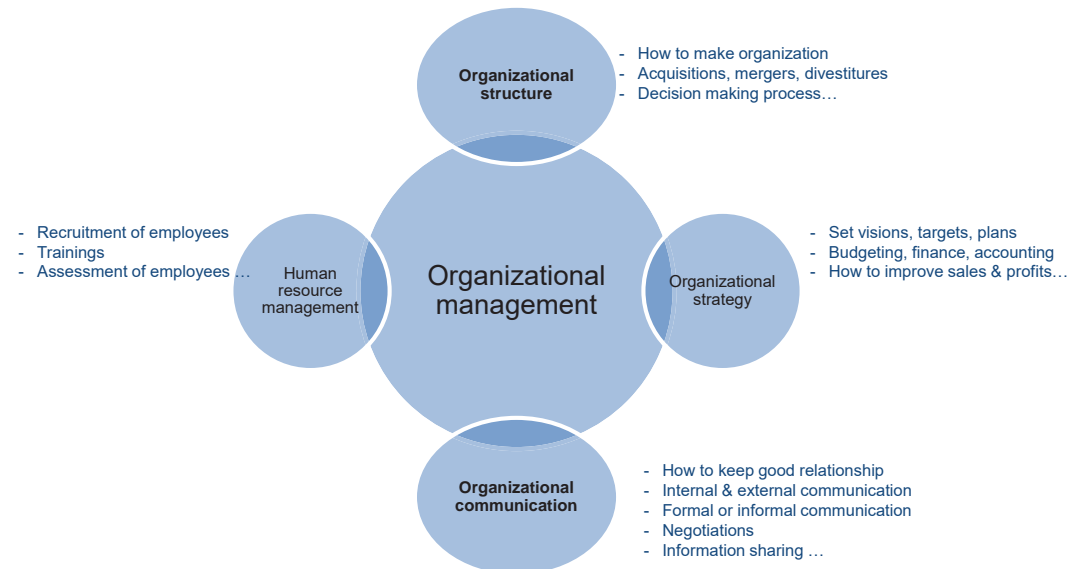 Organizational
structure
- How to make organization
- Acquisitions, mergers, divestitures
- Decision making process…
- Recruitment of employees
- Trainings
- Assessment of employees …
Human
resource
management
Organizational
management
Organizational
strategy
- Set visions, targets, plans
- Budgeting, finance, accounting
- How to improve sales & profits…
Organizational
communication
- How to keep good relationship
- Internal & external communication
- Formal or informal communication
- Negotiations
- Information sharing …